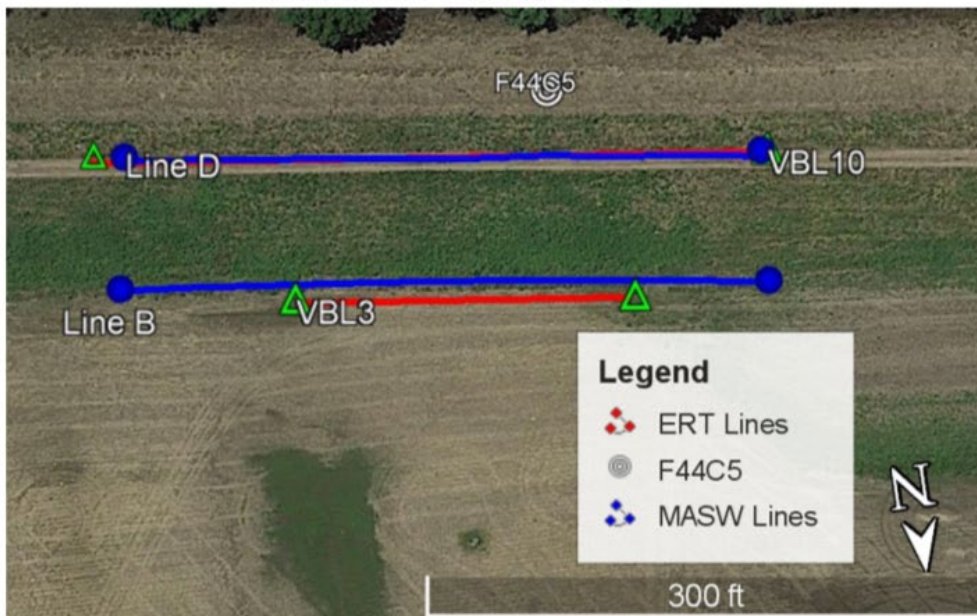 F44C5
Line D
VBL10
Line B
VBL3
Legend
ERT Lines
F44C5
MASW Lines
N
300 ft